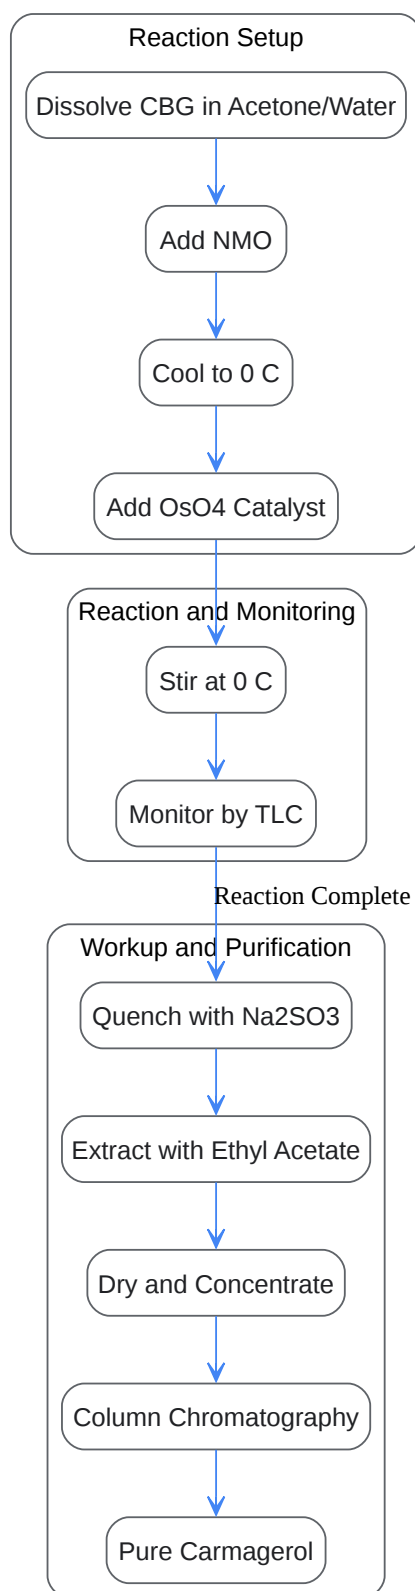 Reaction Setup
Dissolve CBG in Acetone/Water
Add NMO
Cool to 0 C
Add OsO4 Catalyst
Reaction and Monitoring
Stir at 0 C
Monitor by TLC
Reaction Complete
Workup and Purification
Quench with Na2SO3
Extract with Ethyl Acetate
Dry and Concentrate
Column Chromatography
Pure Carmagerol